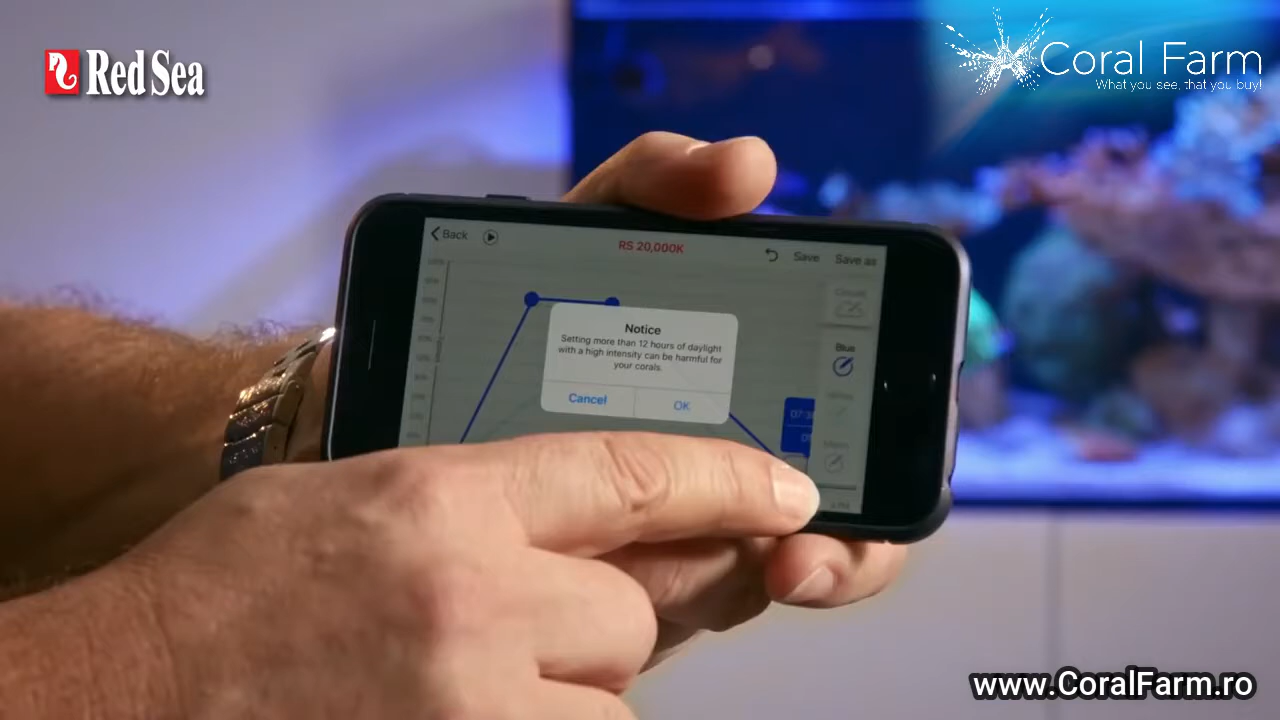 Red Sea
Coral Farm
What you see, that you buy!
Back
RS 20,000K
Save
Save as
Notice
Setting more than 12 hours of daylight
with a high intensity can be harmful for
your corals.
Cancel
OK
Blue
www.CoralFarm.ro